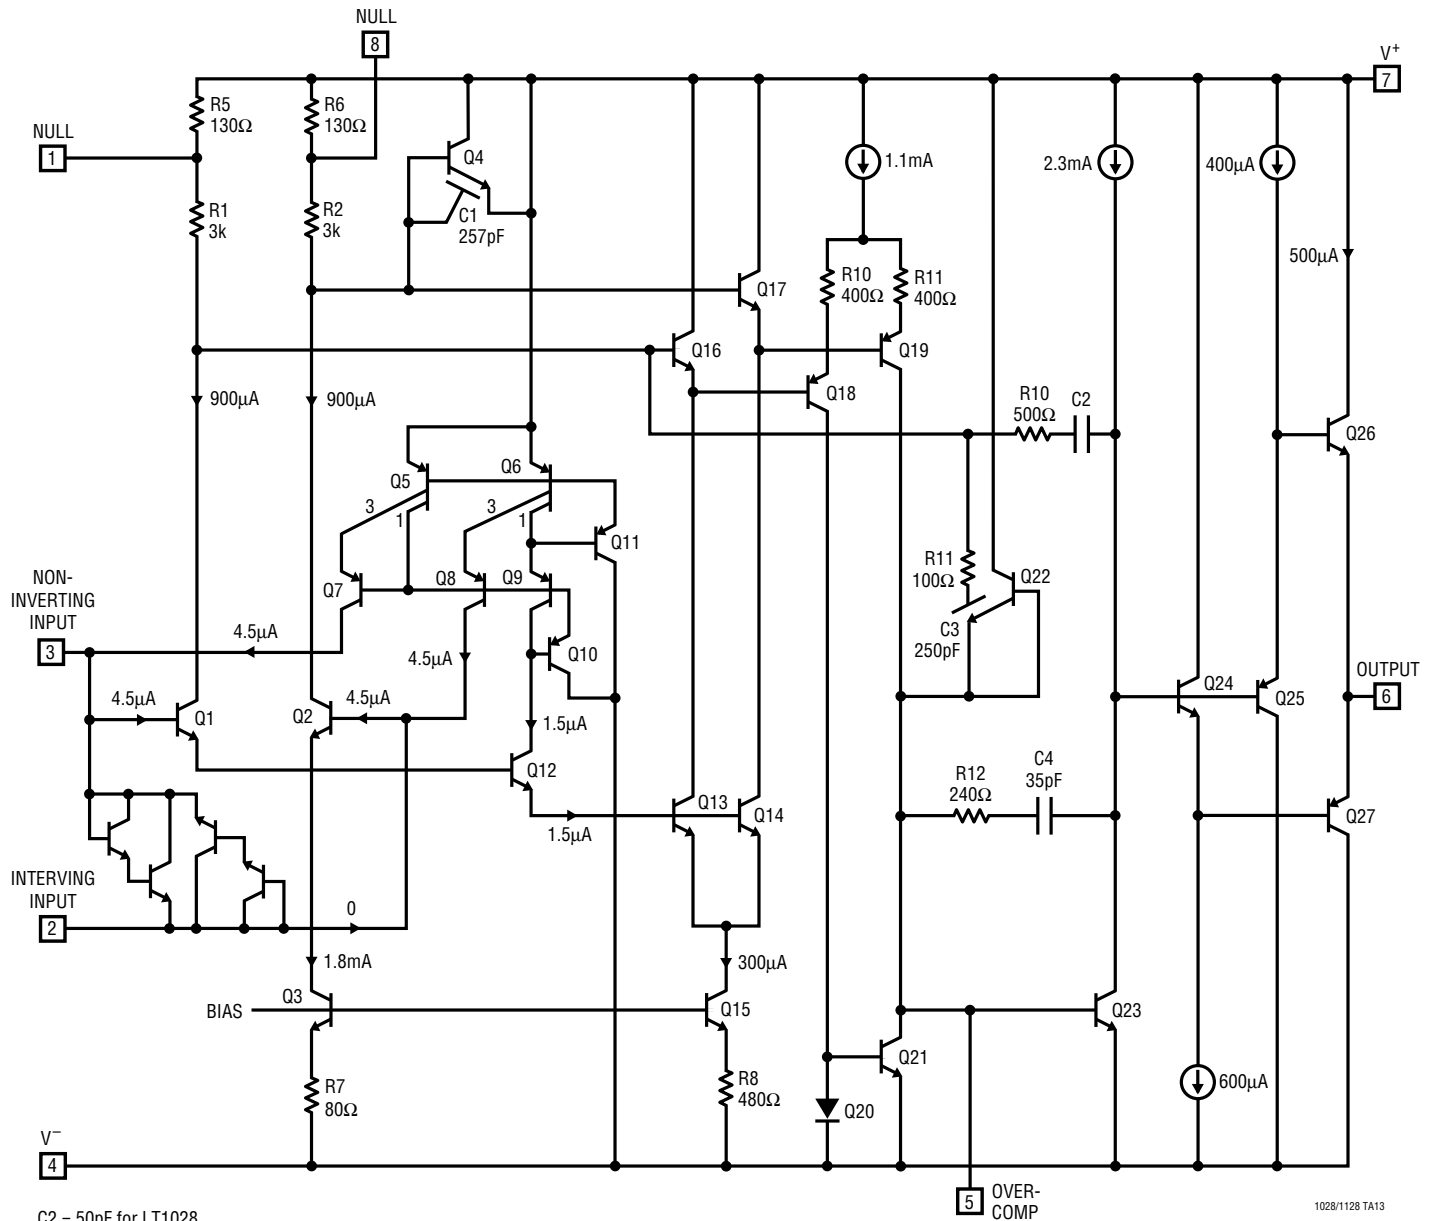 NULL
8
V+
7
R5
130Ω
R6
130Ω
NULL
1
Q4
1.1mA
2.3mA
400µA
R1
3k
R2
3k
C1
257pF
500µA
R10
400Ω
R11
400Ω
Q17
Q16
Q19
Q18
900µA
900µA
R10
500Ω
C2
Q26
Q5
Q6
3
1
3
1
Q11
R11
100Ω
Q22
NON-
INVERTING
INPUT
3
Q7
Q8
Q9
C3
250pF
4.5µA
4.5µA
Q10
OUTPUT
6
4.5µA
Q1
Q2
4.5µA
1.5µA
Q24
Q25
Q12
R12
240Ω
C4
35pF
1.5µA
Q13
Q14
Q27
INTERVING
INPUT
2
0
1.8mA
300µA
BIAS
Q3
Q15
Q23
Q21
R7
80Ω
R8
480Ω
Q20
600µA
V−
4
5
OVER-
COMP
1028/1128 TA13
C2 = 50pF for LT1028